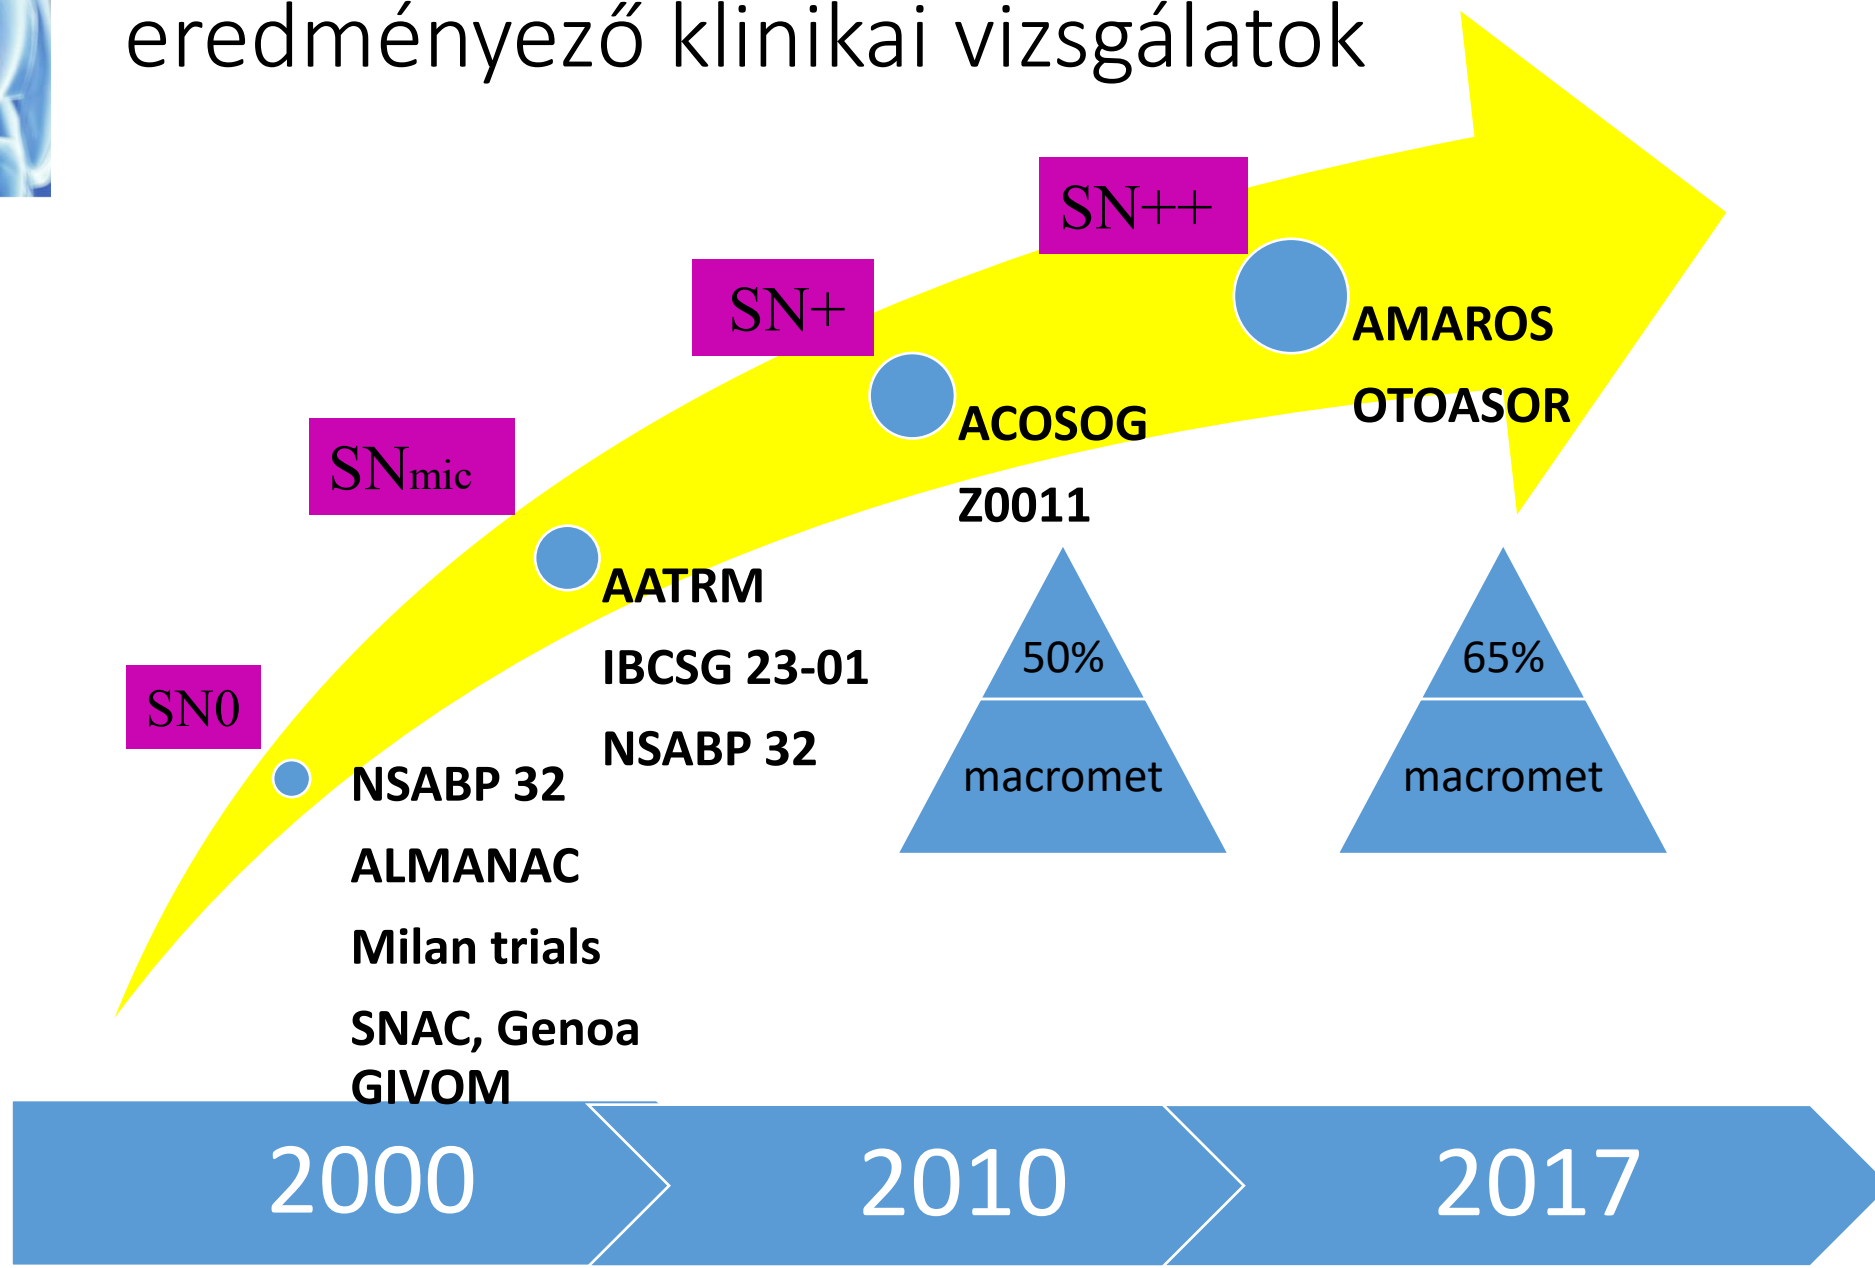 eredményező klinikai vizsgálatok
SN++
SN+
AMAROS
OTOASOR
ACOSOG
Z0011
SNmic
AATRM
IBCSG 23-01
NSABP 32
50%
macromet
65%
macromet
SN0
NSABP 32
ALMANAC
Milan trials
SNAC, Genoa
GIVOM
2000
2010
2017